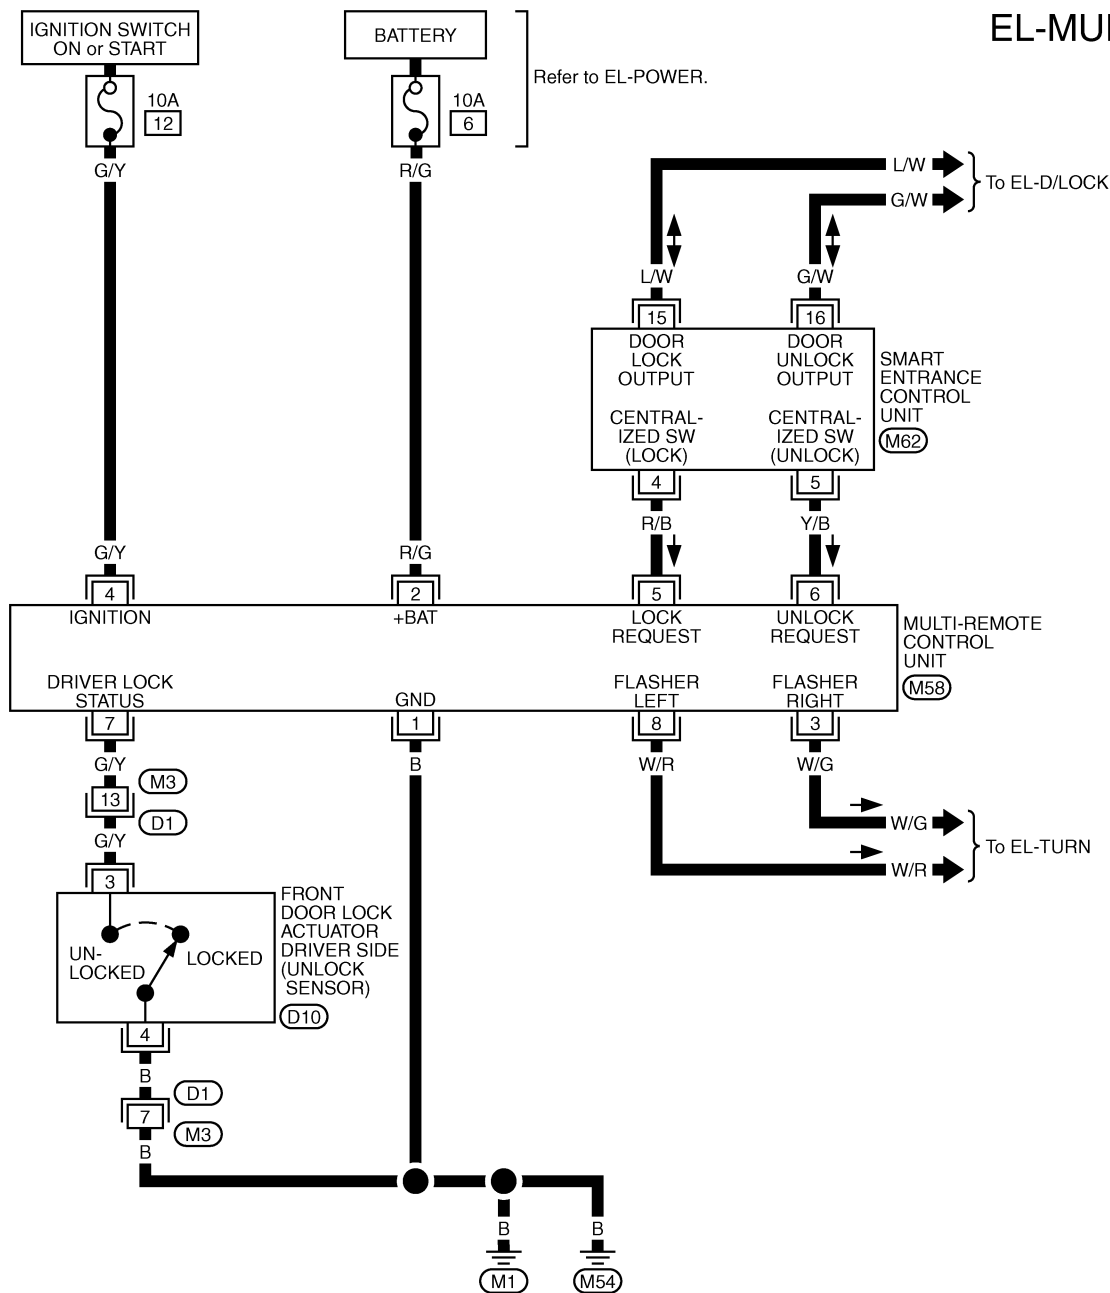 EL-MUI
IGNITION SWITCH
ON or START
BATTERY
Refer to EL-POWER.
10A
12
10A
6
G/Y
R/G
L/W
G/W
To EL-D/LOCK
L/W
G/W
15
16
DOOR
LOCK
OUTPUT
DOOR
UNLOCK
OUTPUT
CENTRAL-
IZED SW
(LOCK)
CENTRAL-
IZED SW
(UNLOCK)
SMART
ENTRANCE
CONTROL
UNIT
M62
4
5
R/B
Y/B
G/Y
R/G
4
2
5
6
IGNITION
+BAT
LOCK
REQUEST
UNLOCK
REQUEST
MULTI-REMOTE
CONTROL
UNIT
M58
DRIVER LOCK
STATUS
GND
FLASHER
LEFT
FLASHER
RIGHT
7
1
8
3
G/Y
B
W/R
W/G
M3
13
D1
G/Y
W/G
W/R
To EL-TURN
3
UN-
LOCKED
LOCKED
FRONT
DOOR LOCK
ACTUATOR
DRIVER SIDE
(UNLOCK
SENSOR)
D10
4
B
D1
7
M3
B
B
B
M1
M54